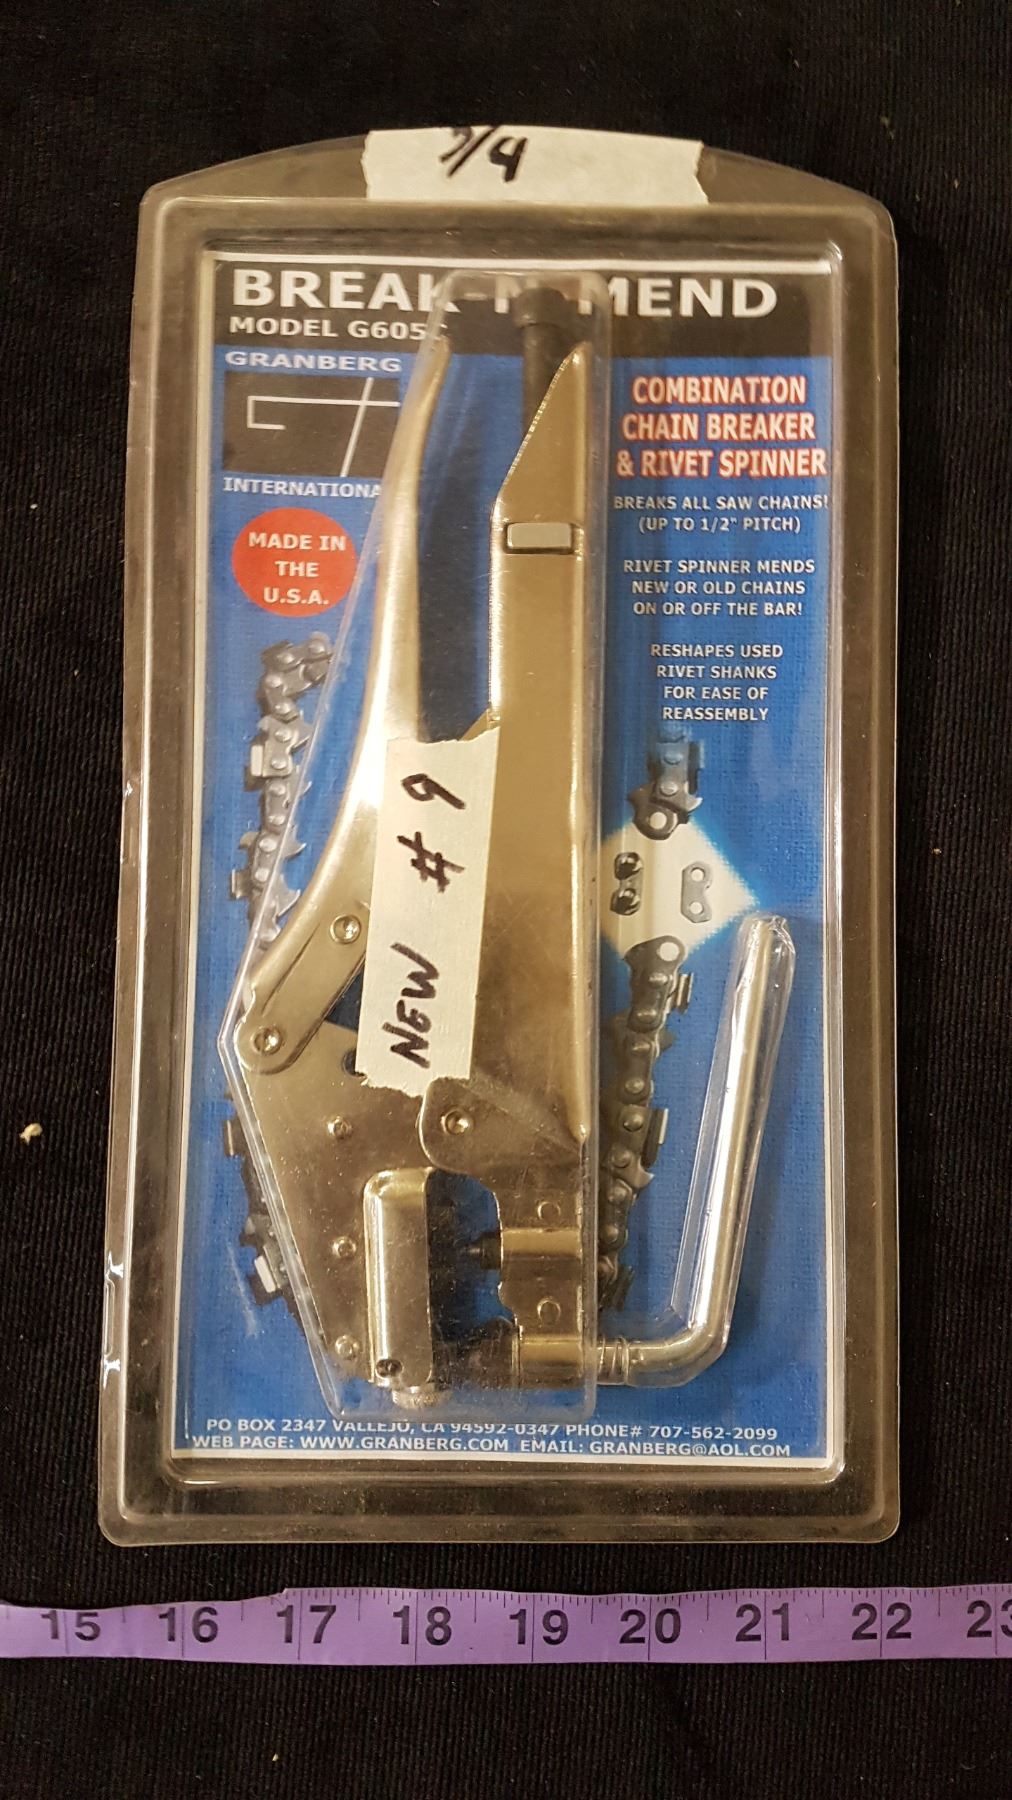 7/4
BREAK-N-MEND
MODEL G605C
GRANBERG
INTERNATIONAL
MADE IN
THE
U.S.A.
COMBINATION
CHAIN BREAKER
& RIVET SPINNER
BREAKS ALL SAW CHAINS!
(UP TO 1/2" PITCH)
RIVET SPINNER MENDS
NEW OR OLD CHAINS
ON OR OFF THE BAR!
RESHAPES USED
RIVET SHANKS
FOR EASE OF
REASSEMBLY
NEW #9
PO BOX 2347 VALLEJO, CA 94592-0347 PHONE# 707-562-2099
WEB PAGE: WWW.GRANBERG.COM EMAIL: GRANBERG@AOL.COM
15 16 17 18 19 20 21 22 23